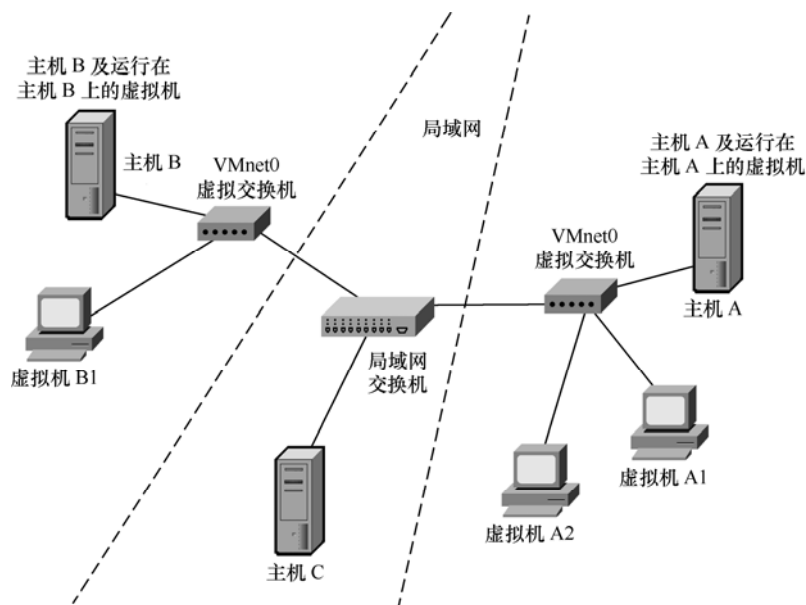 主机 B 及运行在
主机 B 上的虚拟机
主机 B
VMnet0
虚拟交换机
虚拟机 B1
局域网
局域网
交换机
主机 C
主机 A 及运行在
主机 A 上的虚拟机
VMnet0
虚拟交换机
主机 A
虚拟机 A1
虚拟机 A2